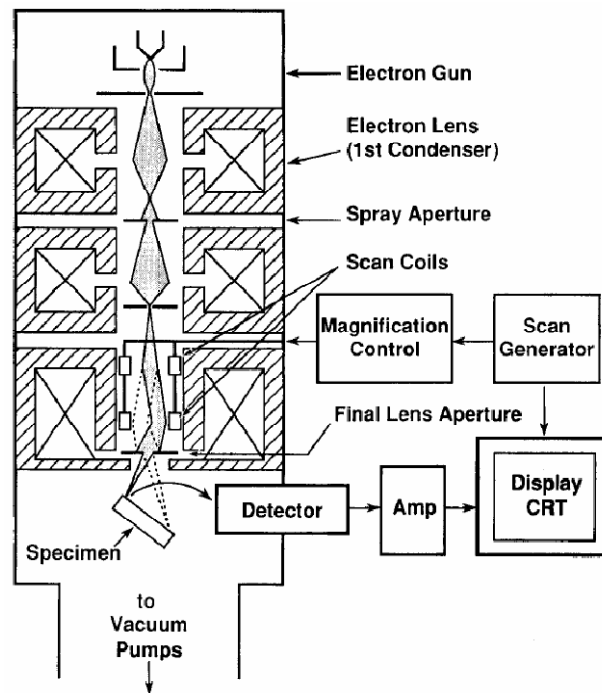 Electron Gun
Electron Lens
(1st Condenser)
Spray Aperture
Scan Coils
Magnification
Control
Scan
Generator
Final Lens Aperture
Display
CRT
Detector
Amp
Specimen
to
Vacuum
Pumps